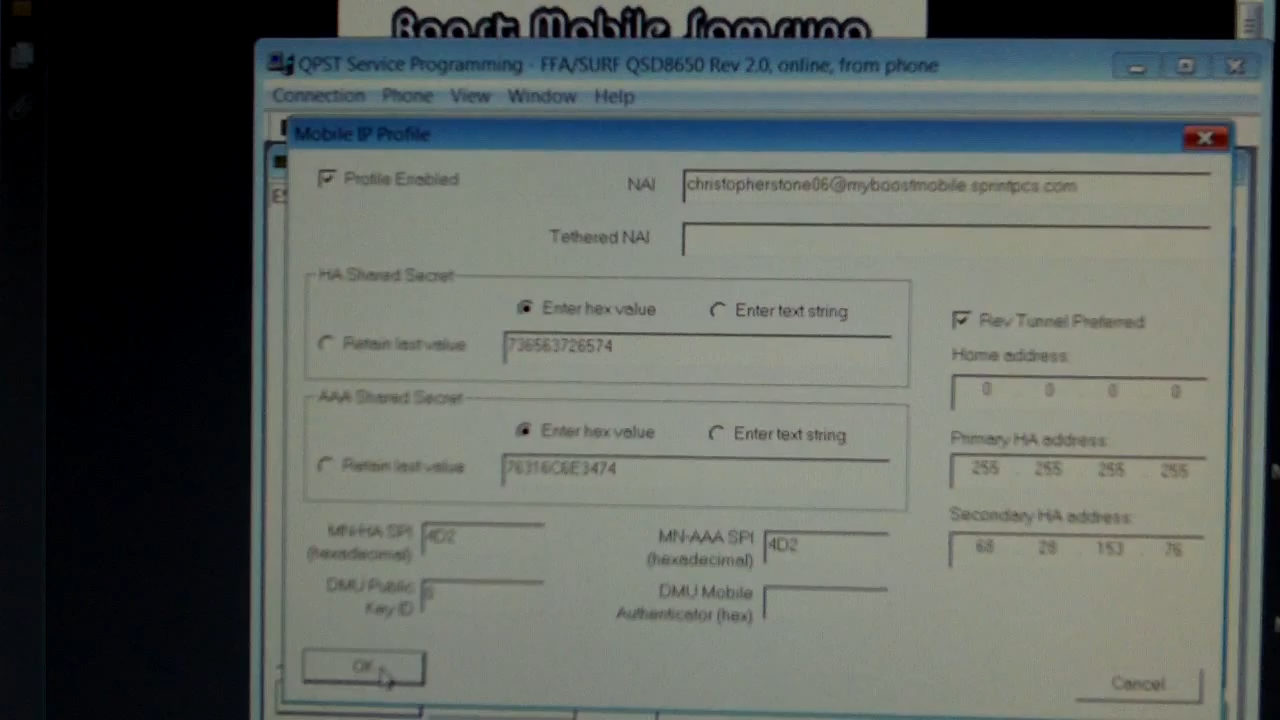 Boost Mobile Samsung
QPST Service Programming - FFA/SURF QSD8650 Rev 2.0, online, from phone
Connection Phone View Window Help
Mobile IP Profile
Profile Enabled
NAI christopherstone06@myboostmobile.sprintpcs.com
Tethered NAI
HA Shared Secret
Enter hex value Enter text string
Retain last value 736563726574
Rev Tunnel Preferred
Home address:
0 0 0 0
AAA Shared Secret
Enter hex value Enter text string
Retain last value 76316C6E3474
Primary HA address:
255 . 255 . 255 . 255
Secondary HA address:
68 . 28 . 153 . 76
MN-HA SPI (hexadecimal) 4D2
MN-AAA SPI (hexadecimal) 4D2
DMU Public Key ID
DMU Mobile Authenticator (hex)
OK
Cancel